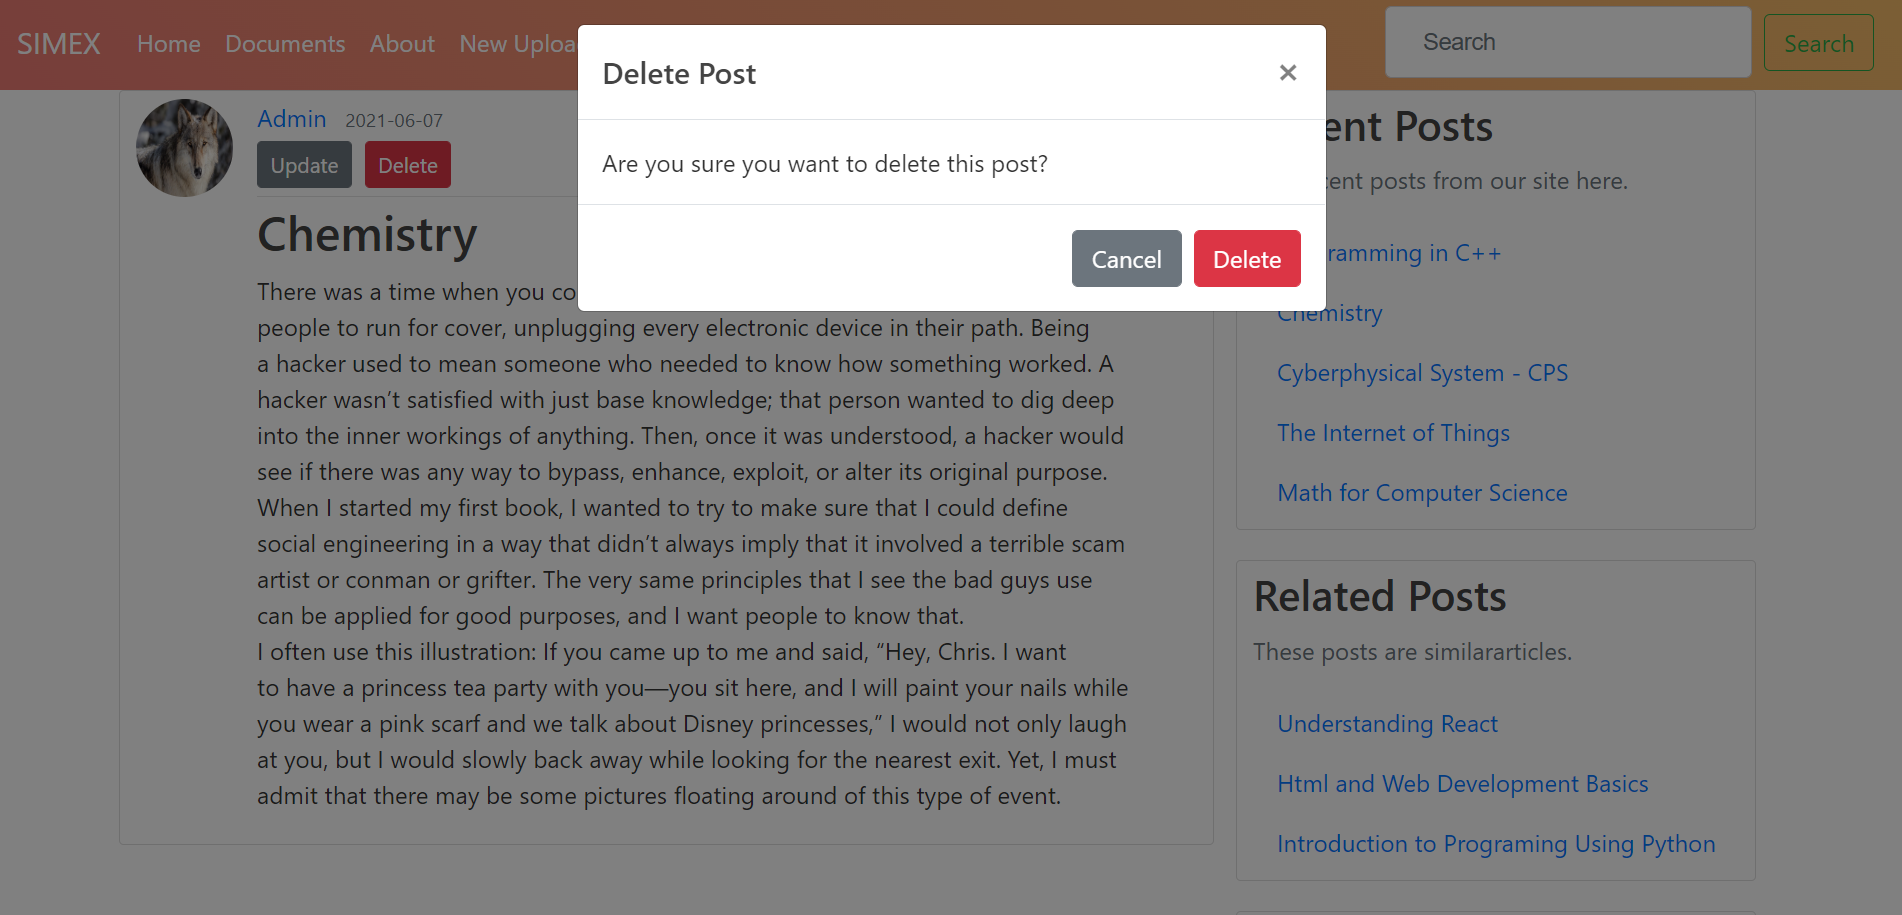 SIMEX Home Documents About New
Search
Search
Delete Post
×
Are you sure you want to delete this post?
Cancel Delete
Admin 2021-06-07
Update Delete
Chemistry
There was a time when you
people to run for cover, unplugging every electronic device in their path. Being
a hacker used to mean someone who needed to know how something worked. A
hacker wasn’t satisfied with just base knowledge; that person wanted to dig deep
into the inner workings of anything. Then, once it was understood, a hacker would
see if there was any way to bypass, enhance, exploit, or alter its original purpose.
When I started my first book, I wanted to try to make sure that I could define
social engineering in a way that didn’t always imply that it involved a terrible scam
artist or conman or grifter. The very same principles that I see the bad guys use
can be applied for good purposes, and I want people to know that.
I often use this illustration: If you came up to me and said, “Hey, Chris. I want
to have a princess tea party with you—you sit here, and I will paint your nails while
you wear a pink scarf and we talk about Disney princesses,” I would not only laugh
at you, but I would slowly back away while looking for the nearest exit. Yet, I must
admit that there may be some pictures floating around of this type of event.
Posts
posts from our site here.
in C++
Chemistry
Cyberphysical System - CPS
The Internet of Things
Math for Computer Science
Related Posts
These posts are similararticles.
Understanding React
Html and Web Development Basics
Introduction to Programing Using Python